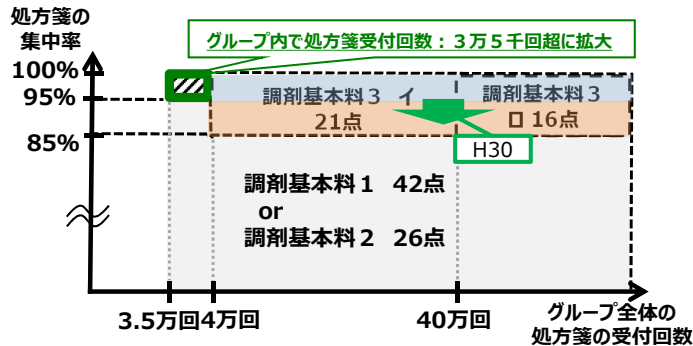 処方箋の
集中率
グループ内で処方箋受付回数：３万５千回超に拡大
100%
95%
85%
調剤基本料３ イ
21点
調剤基本料３
ロ 16点
H30
調剤基本料１ 42点
or
調剤基本料２ 26点
3.5万回
4万回
40万回
グループ全体の
処方箋の受付回数